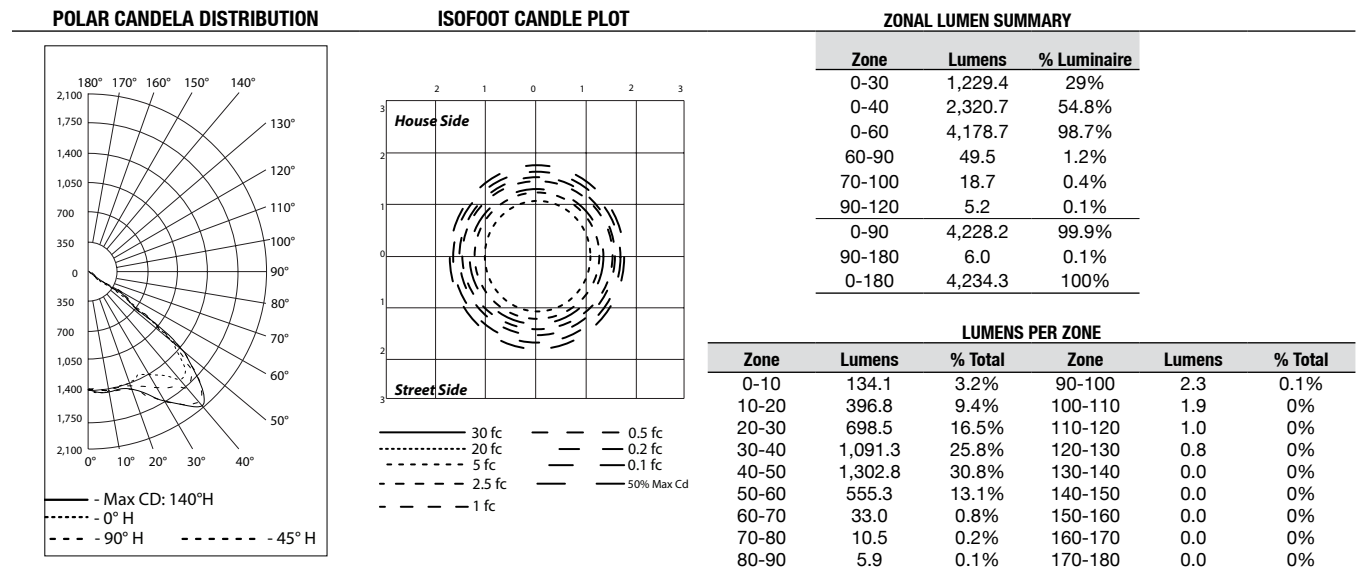 POLAR CANDELA DISTRIBUTION
180° 170° 160° 150° 140°
130°
120°
110°
100°
90°
80°
70°
60°
50°
2,100
1,750
1,400
1,050
700
350
0
350
700
1,050
1,400
1,750
2,100
0° 10° 20° 30° 40°
- Max CD: 140°H
- 0° H
- 90° H - 45° H
ISOFOOT CANDLE PLOT
2 1 0 2 3
3
2
1
0
1
2
3
House Side
Street Side
30 fc 0.5 fc
20 fc 0.2 fc
5 fc 0.1 fc
2.5 fc 50% Max Cd
1 fc
ZONAL LUMEN SUMMARY
Zone Lumens % Luminaire
0-30 1,229.4 29%
0-40 2,320.7 54.8%
0-60 4,178.7 98.7%
60-90 49.5 1.2%
70-100 18.7 0.4%
90-120 5.2 0.1%
0-90 4,228.2 99.9%
90-180 6.0 0.1%
0-180 4,234.3 100%
LUMENS PER ZONE
Zone Lumens % Total Zone Lumens % Total
0-10 134.1 3.2% 90-100 2.3 0.1%
10-20 396.8 9.4% 100-110 1.9 0%
20-30 698.5 16.5% 110-120 1.0 0%
30-40 1,091.3 25.8% 120-130 0.8 0%
40-50 1,302.8 30.8% 130-140 0.0 0%
50-60 555.3 13.1% 140-150 0.0 0%
60-70 33.0 0.8% 150-160 0.0 0%
70-80 10.5 0.2% 160-170 0.0 0%
80-90 5.9 0.1% 170-180 0.0 0%